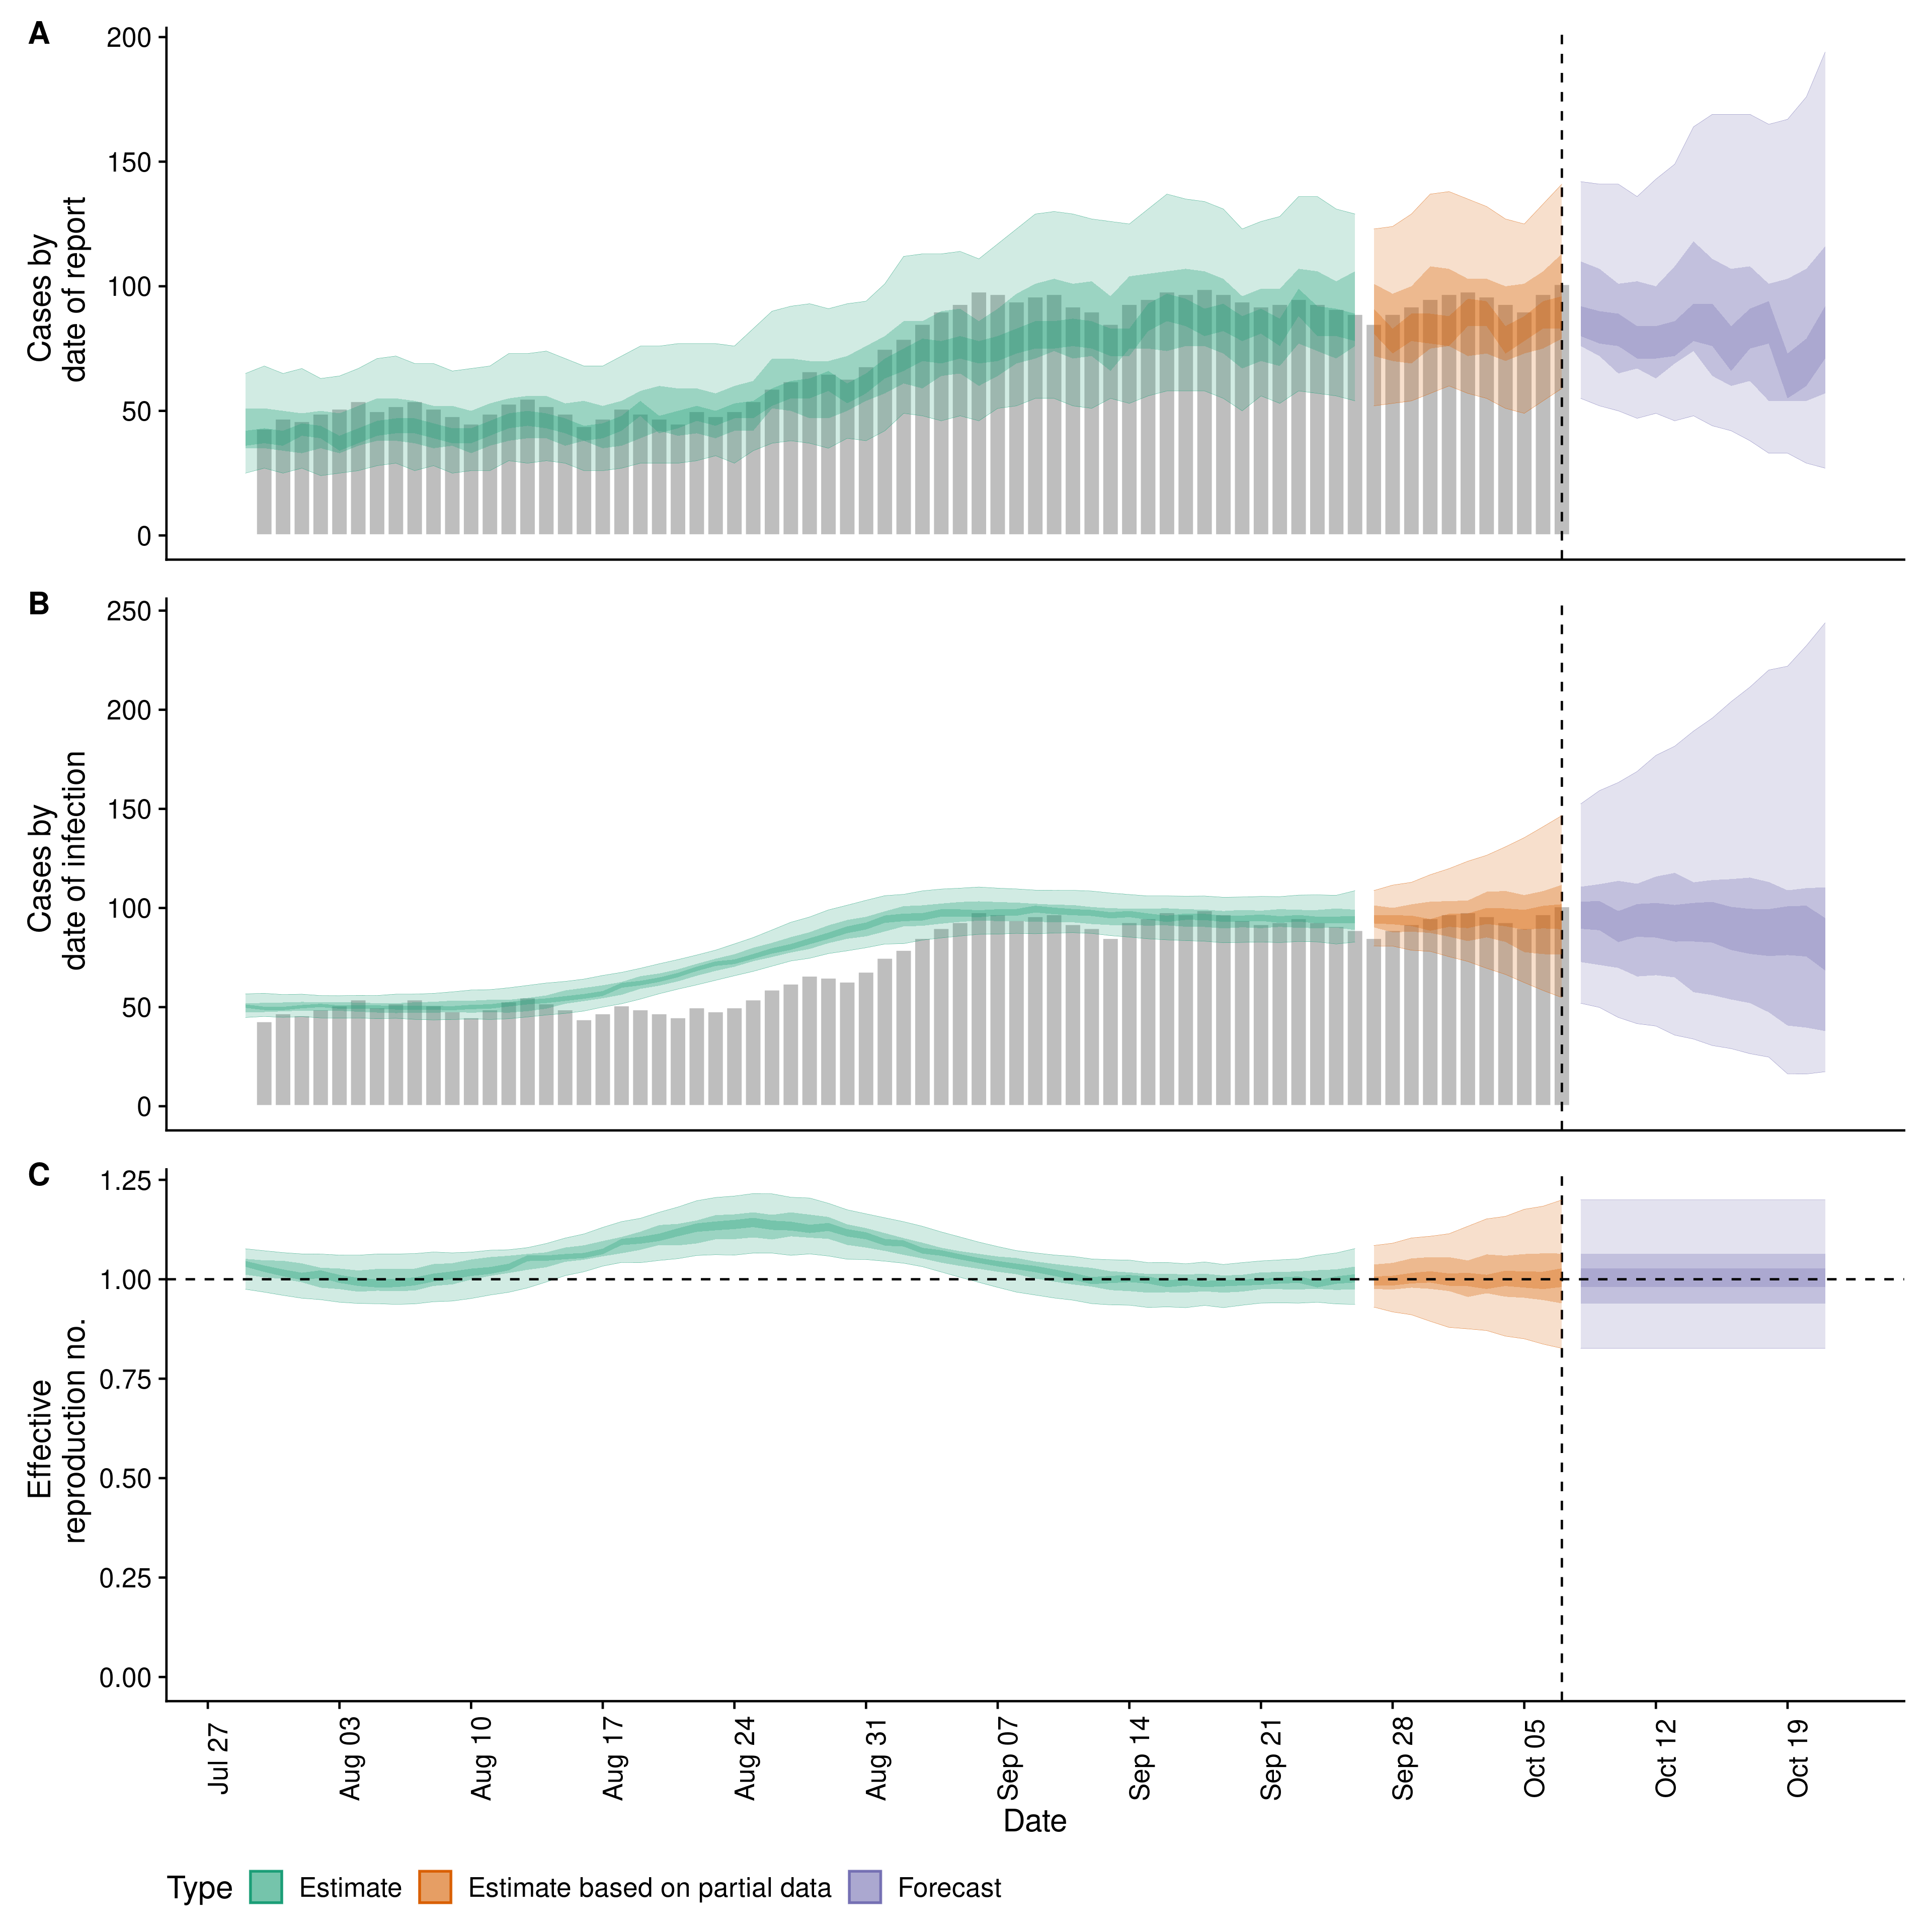 A
200
150
100
50
0
Cases by
date of report
B
250
200
150
100
50
0
Cases by
date of infection
C
1.25
1.00
0.75
0.50
0.25
0.00
Effective
reproduction no.
Jul 27
Aug 03
Aug 10
Aug 17
Aug 24
Aug 31
Sep 07
Sep 14
Sep 21
Sep 28
Oct 05
Oct 12
Oct 19
Date
Type
Estimate
Estimate based on partial data
Forecast